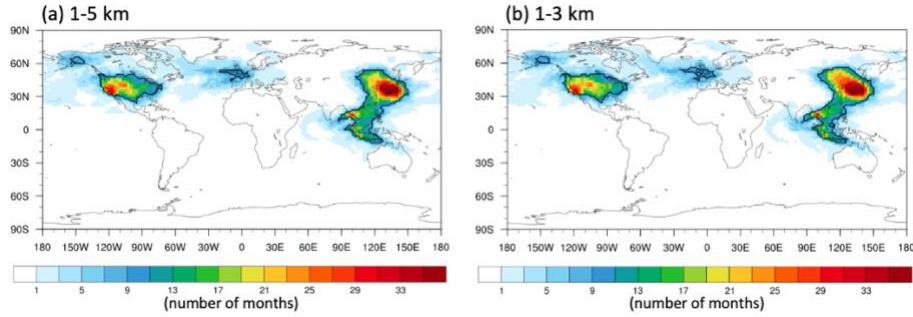 (a) 1-5 km
(b) 1-3 km
90N
60N
30N
0
30S
60S
90S
180 150W 120W 90W 60W 30W 0 30E 60E 90E 120E 150E 180
1 5 9 13 17 21 25 29 33
(number of months)
90N
60N
30N
0
30S
60S
90S
180 150W 120W 90W 60W 30W 0 30E 60E 90E 120E 150E 180
1 5 9 13 17 21 25 29 33
(number of months)